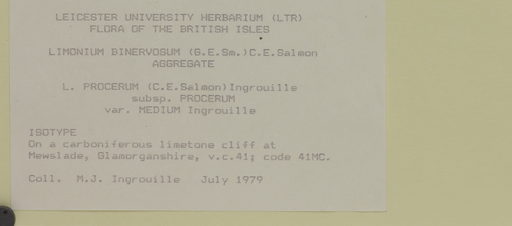 LEICESTER UNIVERSITY HERBARIUM (LTR)
FLORA OF THE BRITISH ISLES
LIMONIUM BINERVOSUM (G.E.Sm.)C.E.Salmon
AGGREGATE
L. PROCERUM (C.E.Salmon)Ingrouille
subsp. PROCERUM
var. MEDIUM Ingrouille
ISOTYPE
On a carboniferous limetone cliff at
Mewslade, Glamorganshire, v.c.41; code 41MC.
Coll. M.J. Ingrouille July 1979